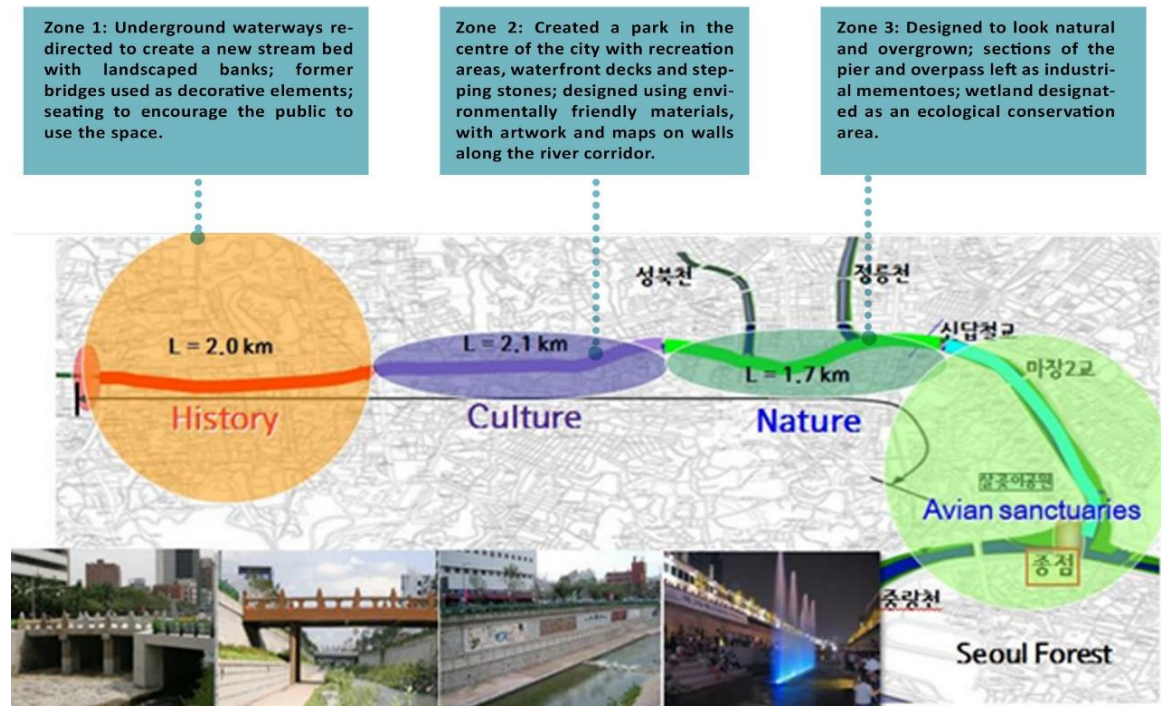 Zone 1: Underground waterways re-
directed to create a new stream bed
with landscaped banks; former
bridges used as decorative elements;
seating to encourage the public to
use the space.
Zone 2: Created a park in the
centre of the city with recreation
areas, waterfront decks and step-
ping stones; designed using envi-
ronmentally friendly materials,
with artwork and maps on walls
along the river corridor.
Zone 3: Designed to look natural
and overgrown; sections of the
pier and overpass left as industri-
al mementoes; wetland designat-
ed as an ecological conservation
area.
성북천
정릉천
신답철교
L = 2.0 km
L = 2.1 km
L = 1.7 km
마장2교
History
Culture
Nature
살곶이공원
Avian sanctuaries
종점
중랑천
Seoul Forest